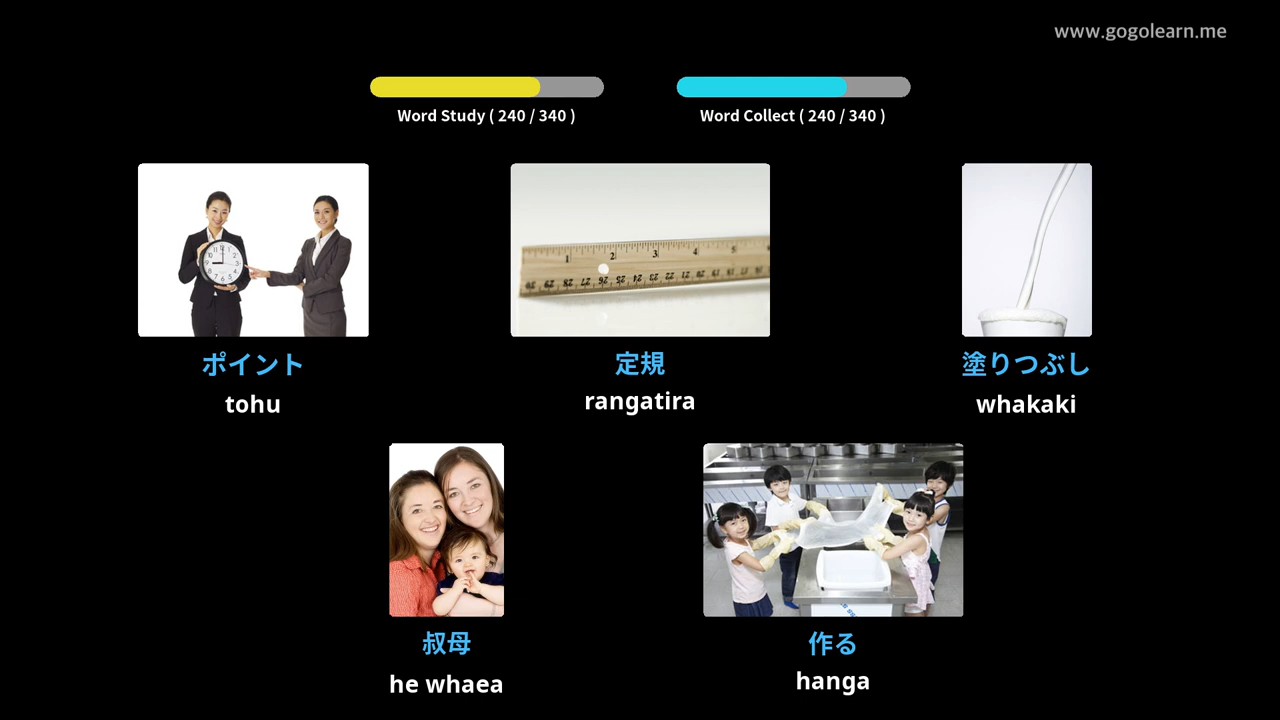 www.gogolearn.me
Word Study ( 240 / 340 )
Word Collect ( 240 / 340 )
ポイント
tohu
定規
rangatira
塗りつぶし
whakaki
叔母
he whaea
作る
hanga